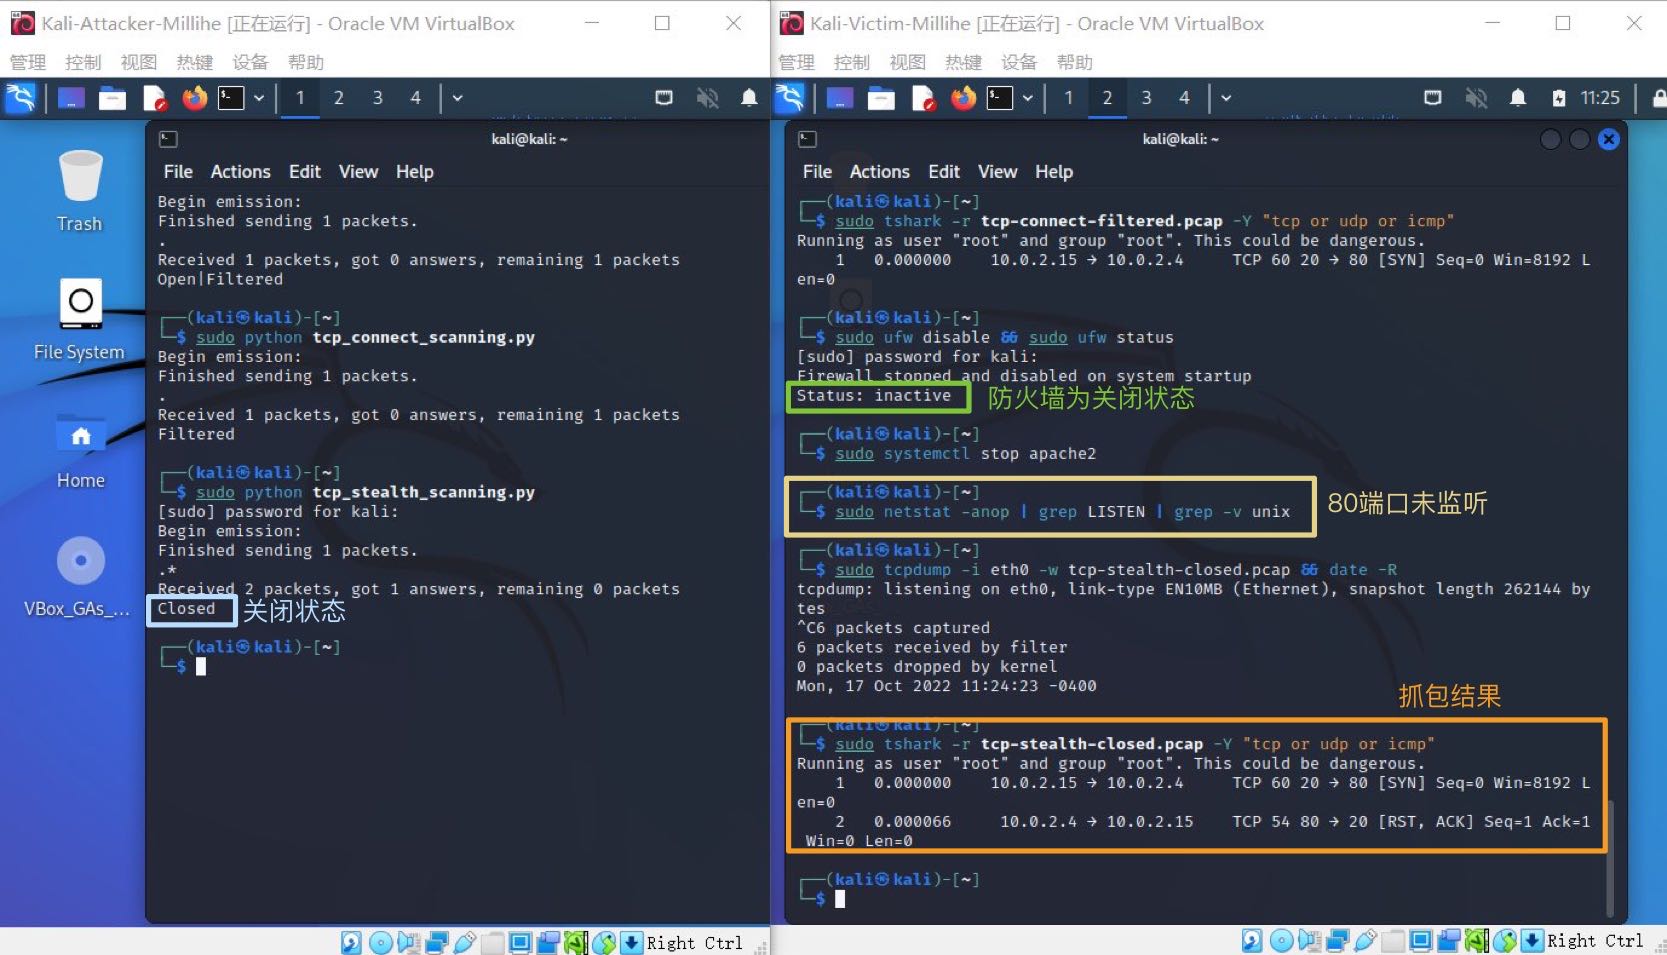 Kali-Attacker-Millihe [正在运行] - Oracle VM VirtualBox
管理 控制 视图 热键 设备 帮助
1 2 3 4
Trash
File System
Home
VBox_GAs_...
kali@kali: ~
File Actions Edit View Help
Begin emission:
Finished sending 1 packets.
.
Received 1 packets, got 0 answers, remaining 1 packets
Open|Filtered
┌──(kali㉿kali)-[~]
└─$ sudo python tcp_connect_scanning.py
Begin emission:
Finished sending 1 packets.
.
Received 1 packets, got 0 answers, remaining 1 packets
Filtered
┌──(kali㉿kali)-[~]
└─$ sudo python tcp_stealth_scanning.py
[sudo] password for kali:
Begin emission:
Finished sending 1 packets.
.*
Received 2 packets, got 1 answers, remaining 0 packets
Closed 关闭状态
┌──(kali㉿kali)-[~]
└─$
Right Ctrl
Kali-Victim-Millihe [正在运行] - Oracle VM VirtualBox
管理 控制 视图 热键 设备 帮助
1 2 3 4 11:25
kali@kali: ~
File Actions Edit View Help
┌──(kali㉿kali)-[~]
└─$ sudo tshark -r tcp-connect-filtered.pcap -Y "tcp or udp or icmp"
Running as user "root" and group "root". This could be dangerous.
1 0.000000 10.0.2.15 → 10.0.2.4 TCP 60 20 → 80 [SYN] Seq=0 Win=8192 L
en=0
┌──(kali㉿kali)-[~]
└─$ sudo ufw disable && sudo ufw status
[sudo] password for kali:
Firewall stopped and disabled on system startup
Status: inactive 防火墙为关闭状态
┌──(kali㉿kali)-[~]
└─$ sudo systemctl stop apache2
┌──(kali㉿kali)-[~]
└─$ sudo netstat -anop | grep LISTEN | grep -v unix
80端口未监听
┌──(kali㉿kali)-[~]
└─$ sudo tcpdump -i eth0 -w tcp-stealth-closed.pcap && date -R
tcpdump: listening on eth0, link-type EN10MB (Ethernet), snapshot length 262144 by
tes
^C6 packets captured
6 packets received by filter
0 packets dropped by kernel
Mon, 17 Oct 2022 11:24:23 -0400
抓包结果
┌──(kali㉿kali)-[~]
└─$ sudo tshark -r tcp-stealth-closed.pcap -Y "tcp or udp or icmp"
Running as user "root" and group "root". This could be dangerous.
1 0.000000 10.0.2.15 → 10.0.2.4 TCP 60 20 → 80 [SYN] Seq=0 Win=8192 L
en=0
2 0.000066 10.0.2.4 → 10.0.2.15 TCP 54 80 → 20 [RST, ACK] Seq=1 Ack=1
Win=0 Len=0
┌──(kali㉿kali)-[~]
└─$
Right Ctrl